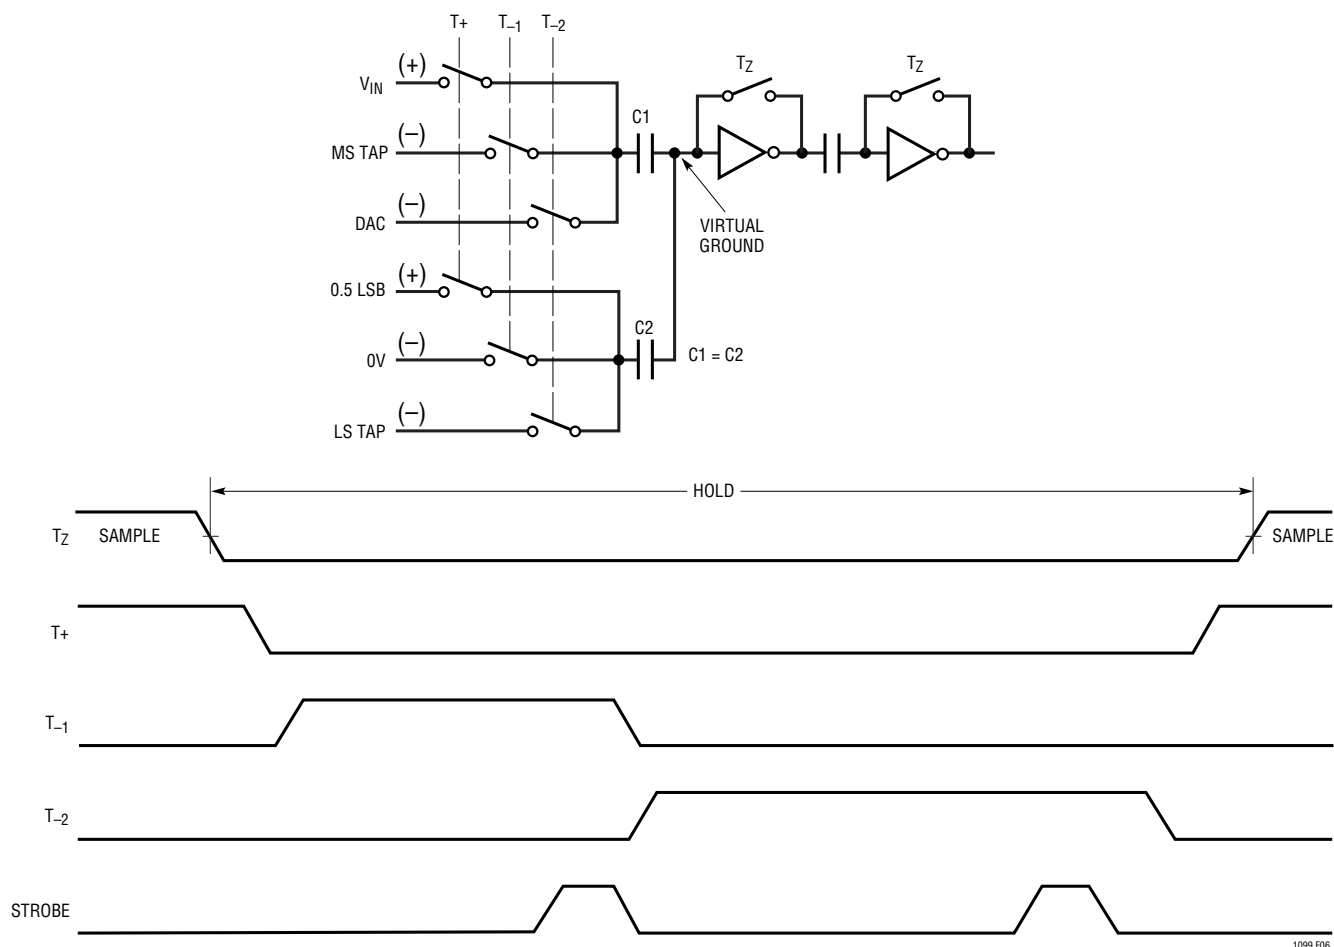 T+ T–1 T–2
VIN (+)
MS TAP (–)
DAC (–)
0.5 LSB (+)
0V (–)
LS TAP (–)
C1
TZ
TZ
VIRTUAL
GROUND
C2
C1 = C2
HOLD
TZ SAMPLE
SAMPLE
T+
T–1
T–2
STROBE
1099 F06